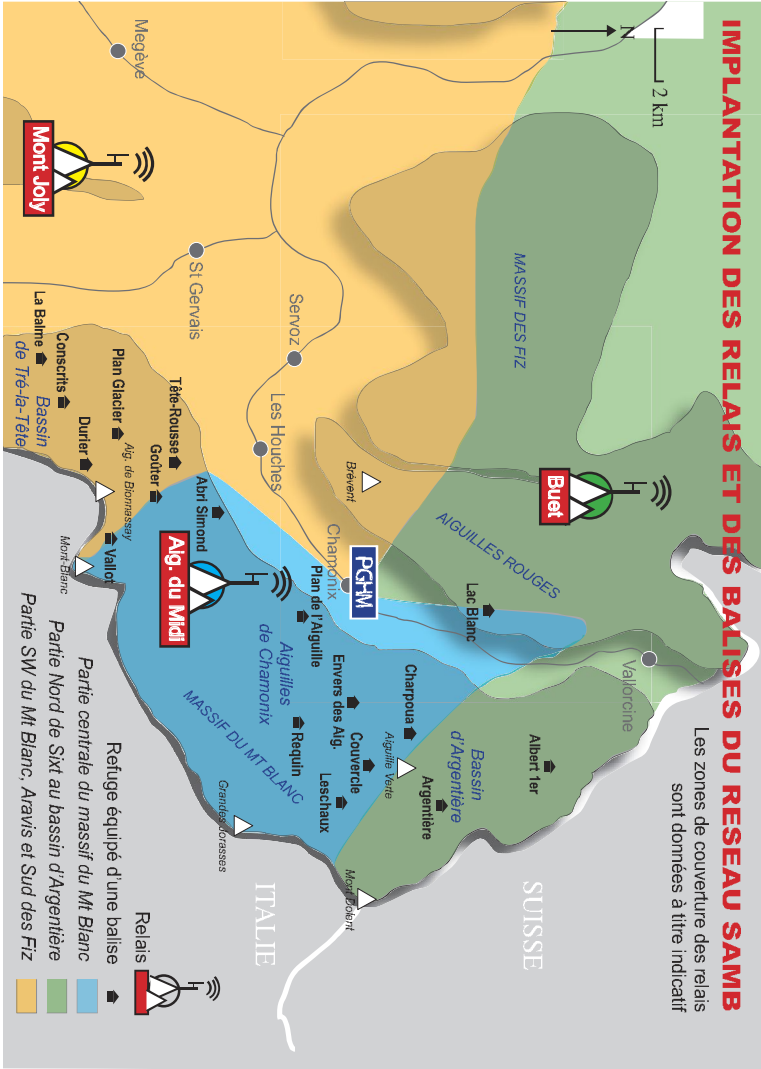 IMPLANTATION DES RELAIS ET DES BALISES DU RESEAU SAMB
Les zones de couverture des relais
sont données à titre indicatif
N
2 km
SUISSE
ITALIE
MASSIF DES FIZ
Buet
AIGUILLES ROUGES
Vallorcine
Lac Blanc
Albert 1er
Bassin
d'Argentière
Argentière
Aiguille Verte
Charpoua
Couvercle
Envers des Aig.
Leschaux
Requin
Mont Dolent
Grandes Jorasses
MASSIF DU MT BLANC
Aiguilles
de Chamonix
Plan de l'Aiguille
PGHM
Chamonix
Brévent
Servoz
Les Houches
St Gervais
Megève
Mont Joly
Aig. du Midi
Abri Simond
Tête-Rousse
Goûter
Aig. de Bionnassay
Plan Glacier
Vallot
Mont-Blanc
Durier
Conscrits
La Balme
Bassin
de Tré-la-Tête
Relais
Refuge équipé d'une balise
Partie centrale du massif du Mt Blanc
Partie Nord de Sixt au bassin d'Argentière
Partie SW du Mt Blanc, Aravis et Sud des Fiz